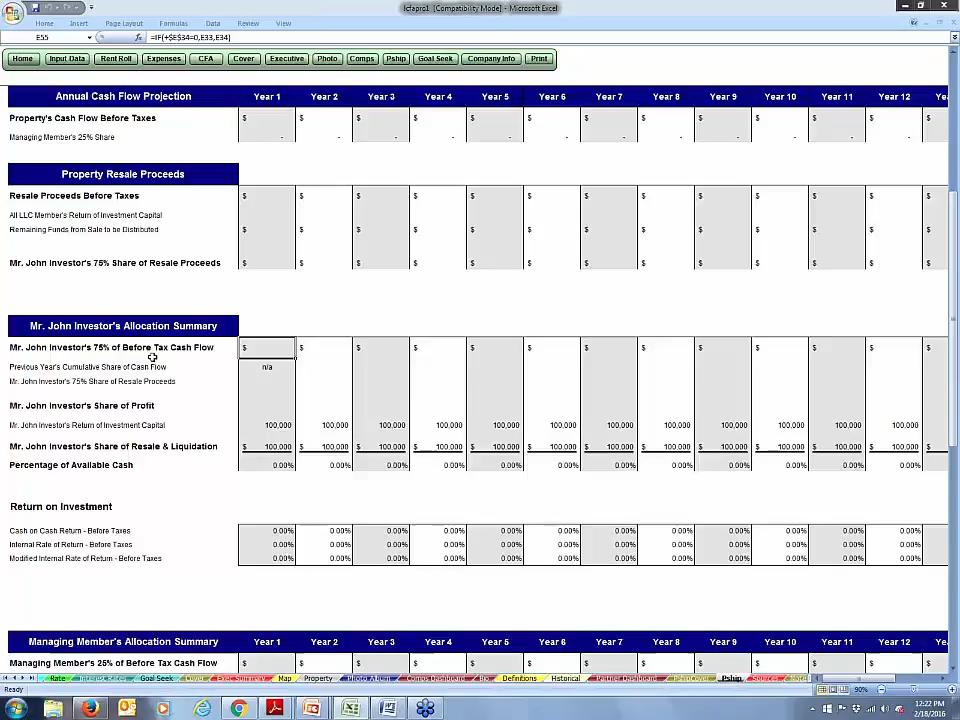 lcfapro1 [Compatibility Mode] - Microsoft Excel
Home Insert Page Layout Formulas Data Review View
E55 fx =IF(+$E$34=0,E33,E34)
Home Input Data Rent Roll Expenses CFA Cover Executive Photo Comps Pship Goal Seek Company Info Print
Annual Cash Flow Projection Year 1 Year 2 Year 3 Year 4 Year 5 Year 6 Year 7 Year 8 Year 9 Year 10 Year 11 Year 12
Property's Cash Flow Before Taxes $ $ $ $ $ $ $ $ $ $ $ $ $
Managing Member's 25% Share - - - - - - - - - - - -
Property Resale Proceeds
Resale Proceeds Before Taxes $ $ $ $ $ $ $ $ $ $ $ $ $
All LLC Member's Return of Investment Capital
Remaining Funds from Sale to be Distributed $ $ $ $ $ $ $ $ $ $ $ $ $
Mr. John Investor's 75% Share of Resale Proceeds $ $ $ $ $ $ $ $ $ $ $ $ $
Mr. John Investor's Allocation Summary
Mr. John Investor's 75% of Before Tax Cash Flow $ $ $ $ $ $ $ $ $ $ $ $ $
Previous Year's Cumulative Share of Cash Flow n/a
Mr. John Investor's 75% Share of Resale Proceeds
Mr. John Investor's Share of Profit
Mr. John Investor's Return of Investment Capital 100,000 100,000 100,000 100,000 100,000 100,000 100,000 100,000 100,000 100,000 100,000 100,000
Mr. John Investor's Share of Resale & Liquidation $ 100,000 $ 100,000 $ 100,000 $ 100,000 $ 100,000 $ 100,000 $ 100,000 $ 100,000 $ 100,000 $ 100,000 $ 100,000 $ 100,000 $
Percentage of Available Cash 0.00% 0.00% 0.00% 0.00% 0.00% 0.00% 0.00% 0.00% 0.00% 0.00% 0.00% 0.00%
Return on Investment
Cash on Cash Return - Before Taxes 0.00% 0.00% 0.00% 0.00% 0.00% 0.00% 0.00% 0.00% 0.00% 0.00% 0.00% 0.00%
Internal Rate of Return - Before Taxes 0.00% 0.00% 0.00% 0.00% 0.00% 0.00% 0.00% 0.00% 0.00% 0.00% 0.00% 0.00%
Modified Internal Rate of Return - Before Taxes 0.00% 0.00% 0.00% 0.00% 0.00% 0.00% 0.00% 0.00% 0.00% 0.00% 0.00% 0.00%
Managing Member's Allocation Summary Year 1 Year 2 Year 3 Year 4 Year 5 Year 6 Year 7 Year 8 Year 9 Year 10 Year 11 Year 12
Managing Member's 25% of Before Tax Cash Flow $ $ $ $ $ $ $ $ $ $ $ $ $
Rate Interest Rates Goal Seek Cover Exec Summary Map Property Photo Album Comps Dashboard Bio Definitions Historical Partner Dashboard PshipCover Pship Sources
Ready 90%
12:22 PM
2/18/2016